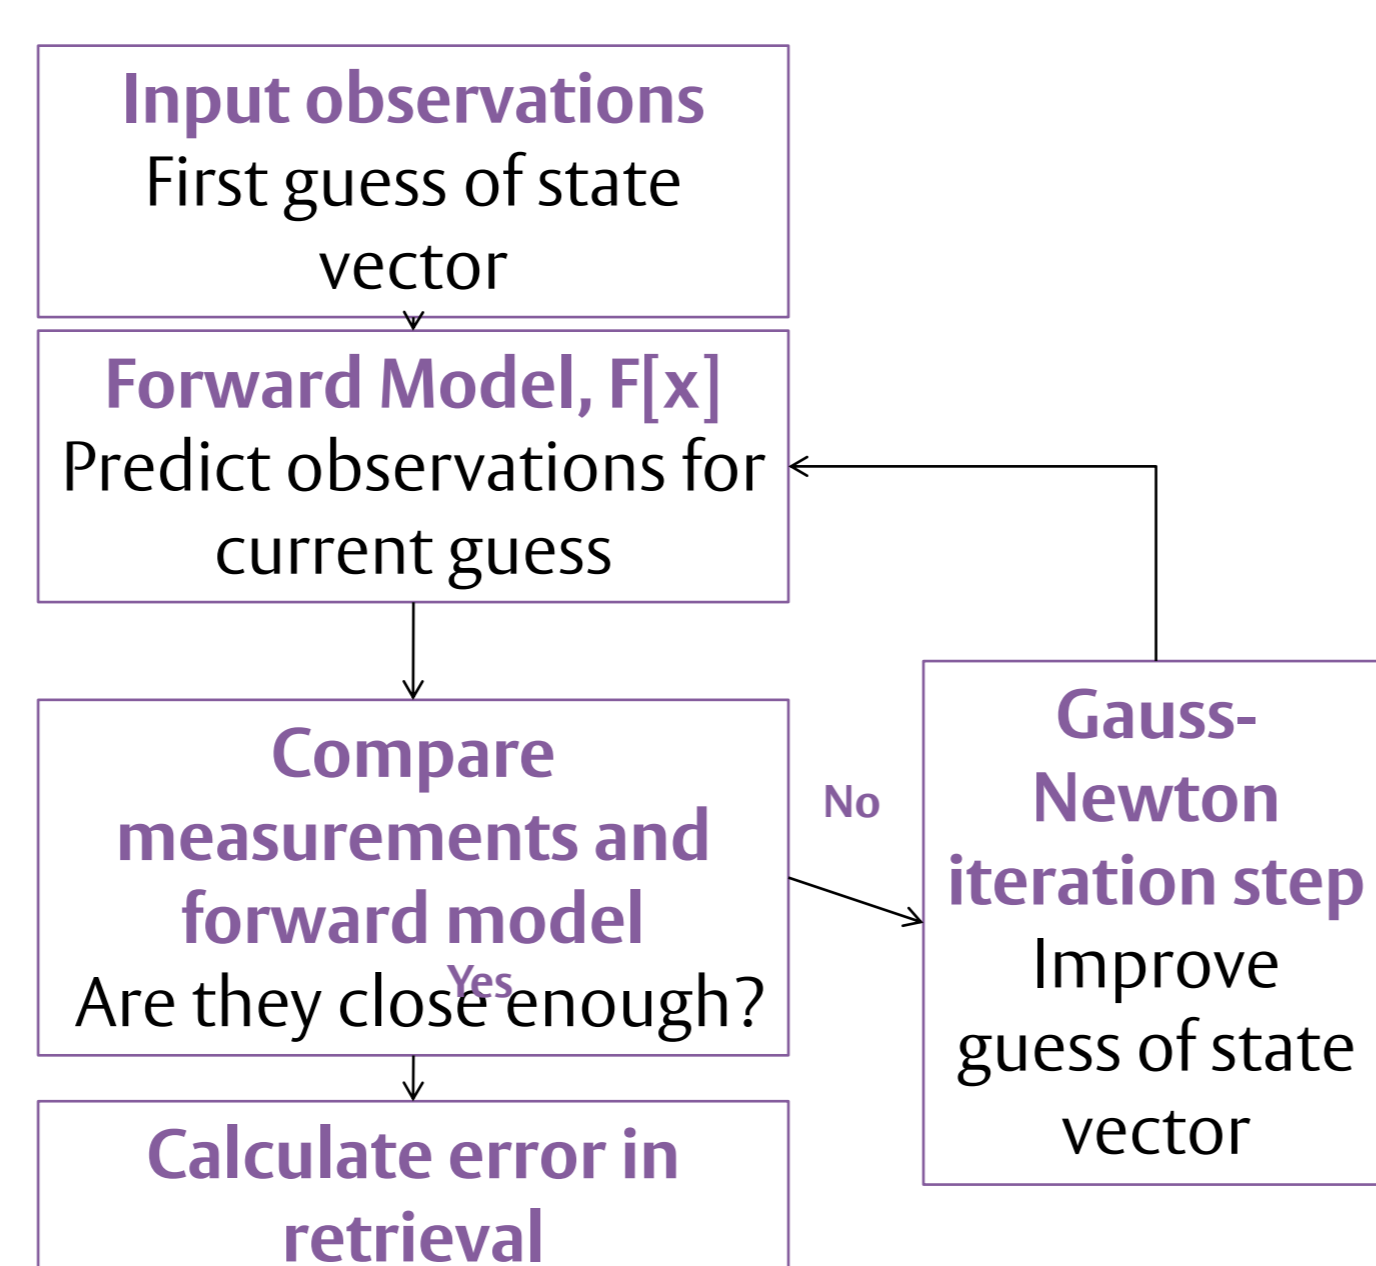 Input observations
First guess of state
vector
Forward Model, F[x]
Predict observations for
current guess
Compare
measurements and
forward model
Are they close enough?
Yes
No
Gauss-
Newton
iteration step
Improve
guess of state
vector
Calculate error in
retrieval